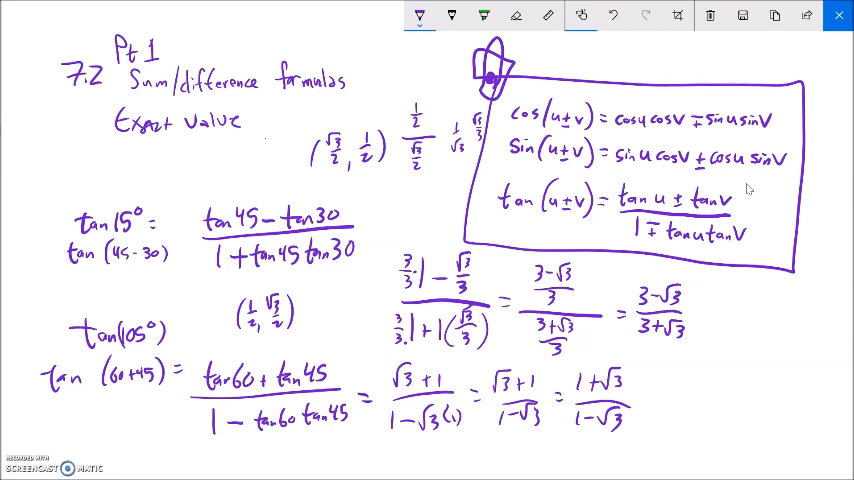 Pt 1
7.2 Sum/difference formulas
Exact value
(√3/2, 1/2) (1/2)/(√3/2) 1/√3 √3/3
cos(u±v) = cosu cosv ∓ sinu sinv
sin(u±v) = sinu cosv ± cosu sinv
tan(u±v) = (tanu ± tanv)/(1 ∓ tanu tanv)
tan15° = (tan45 - tan30)/(1 + tan45 tan30)
tan(45-30)
(3/3·1 - √3/3)/(3/3·1 + 1(√3/3)) = ((3-√3)/3)/((3+√3)/3) = (3-√3)/(3+√3)
(1/2, √3/2)
tan(105°)
tan(60+45) = (tan60 + tan45)/(1 - tan60 tan45) = (√3+1)/(1-√3(1)) = (√3+1)/(1-√3) = (1+√3)/(1-√3)
RECORDED WITH
SCREENCAST MATIC